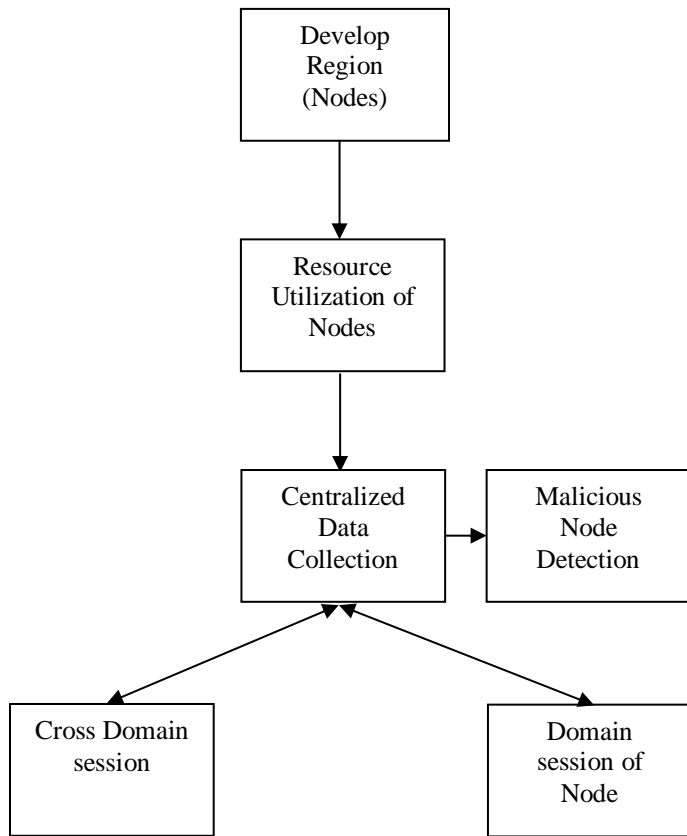 Develop
Region
(Nodes)
Resource
Utilization of
Nodes
Centralized
Data
Collection
Malicious
Node
Detection
Cross Domain
session
Domain
session of
Node